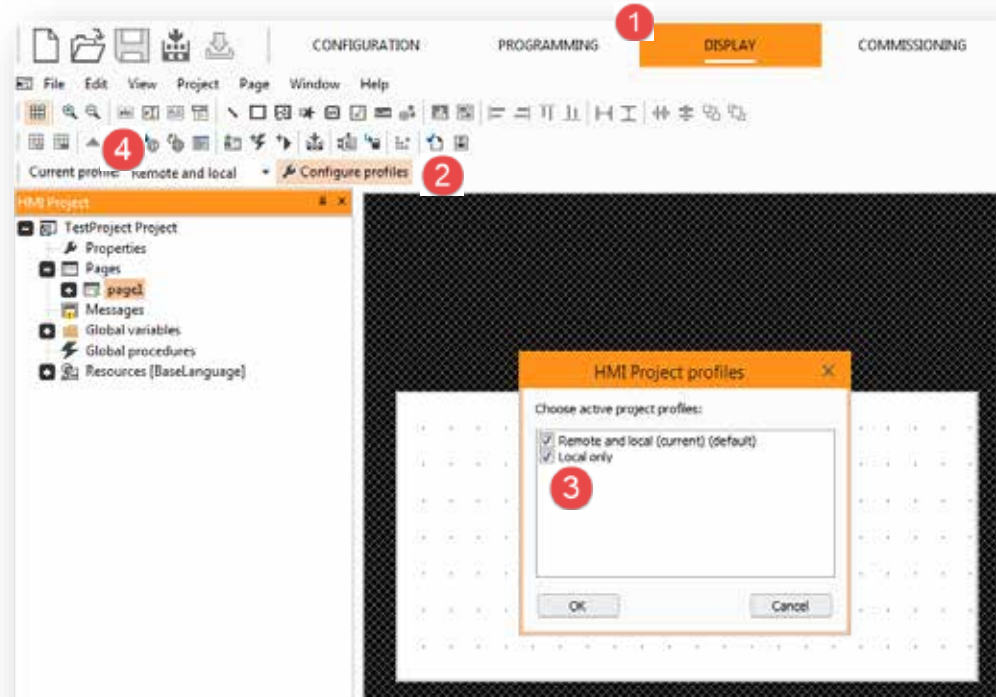 1
CONFIGURATION PROGRAMMING DISPLAY COMMISSIONING
File Edit View Project Page Window Help
4
Current profile: Remote and local Configure profiles
2
HMI Project
TestProject Project
Properties
Pages
page1
Messages
Global variables
Global procedures
Resources [BaseLanguage]
HMI Project profiles
Choose active project profiles:
Remote and local (current) (default)
Local only
3
OK Cancel